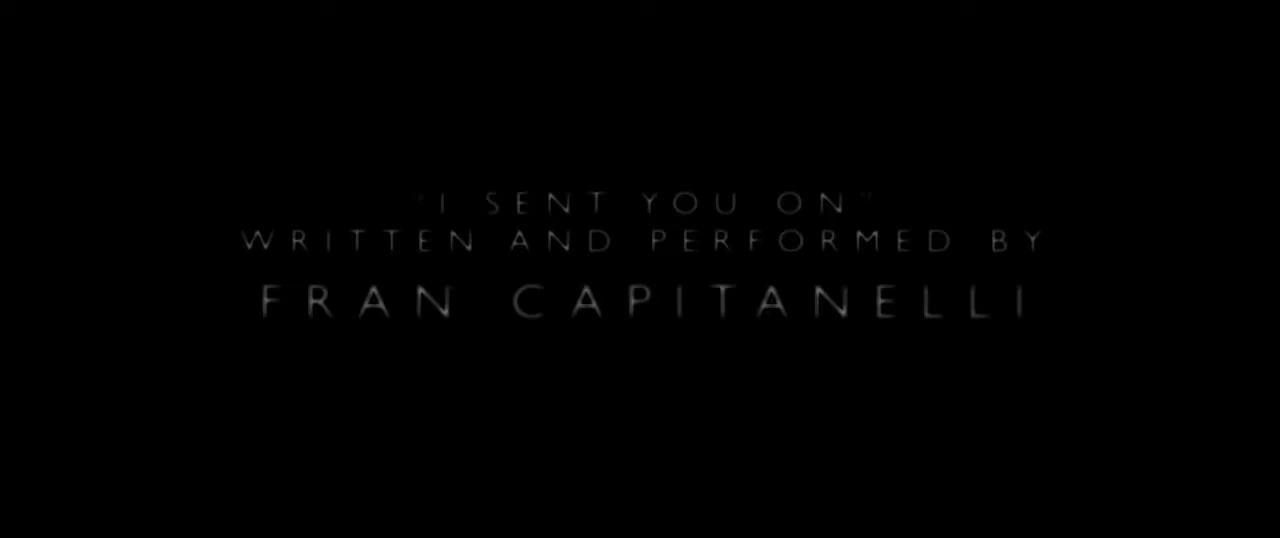 "I SENT YOU ON"
WRITTEN AND PERFORMED BY
FRAN CAPITANELLI